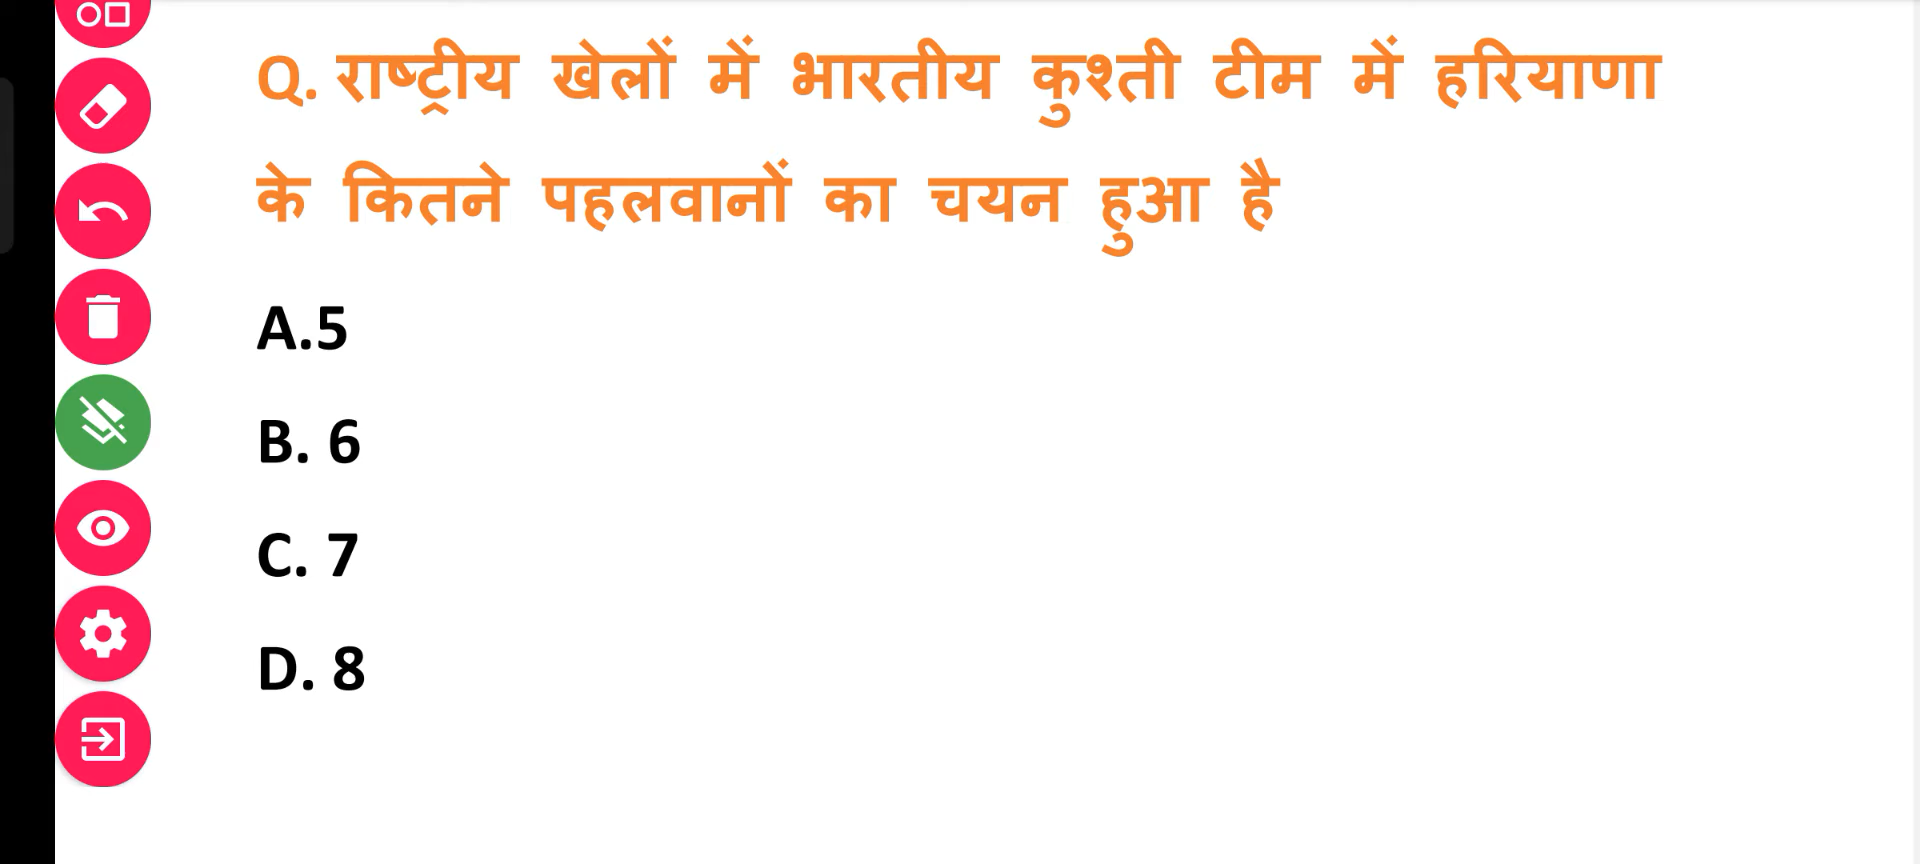 Q. राष्ट्रीय खेलों में भारतीय कुश्ती टीम में हरियाणा
के कितने पहलवानों का चयन हुआ है
A.5
B. 6
C. 7
D. 8